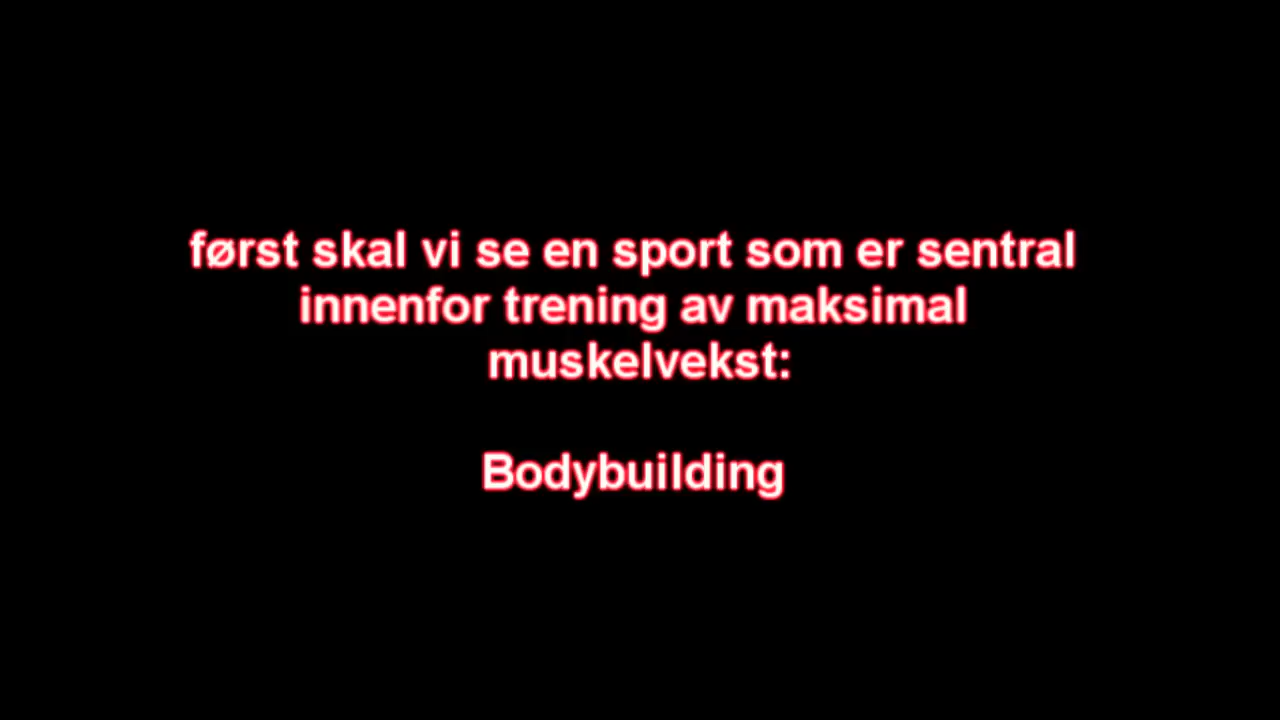 først skal vi se en sport som er sentral
innenfor trening av maksimal
muskelvekst:
Bodybuilding